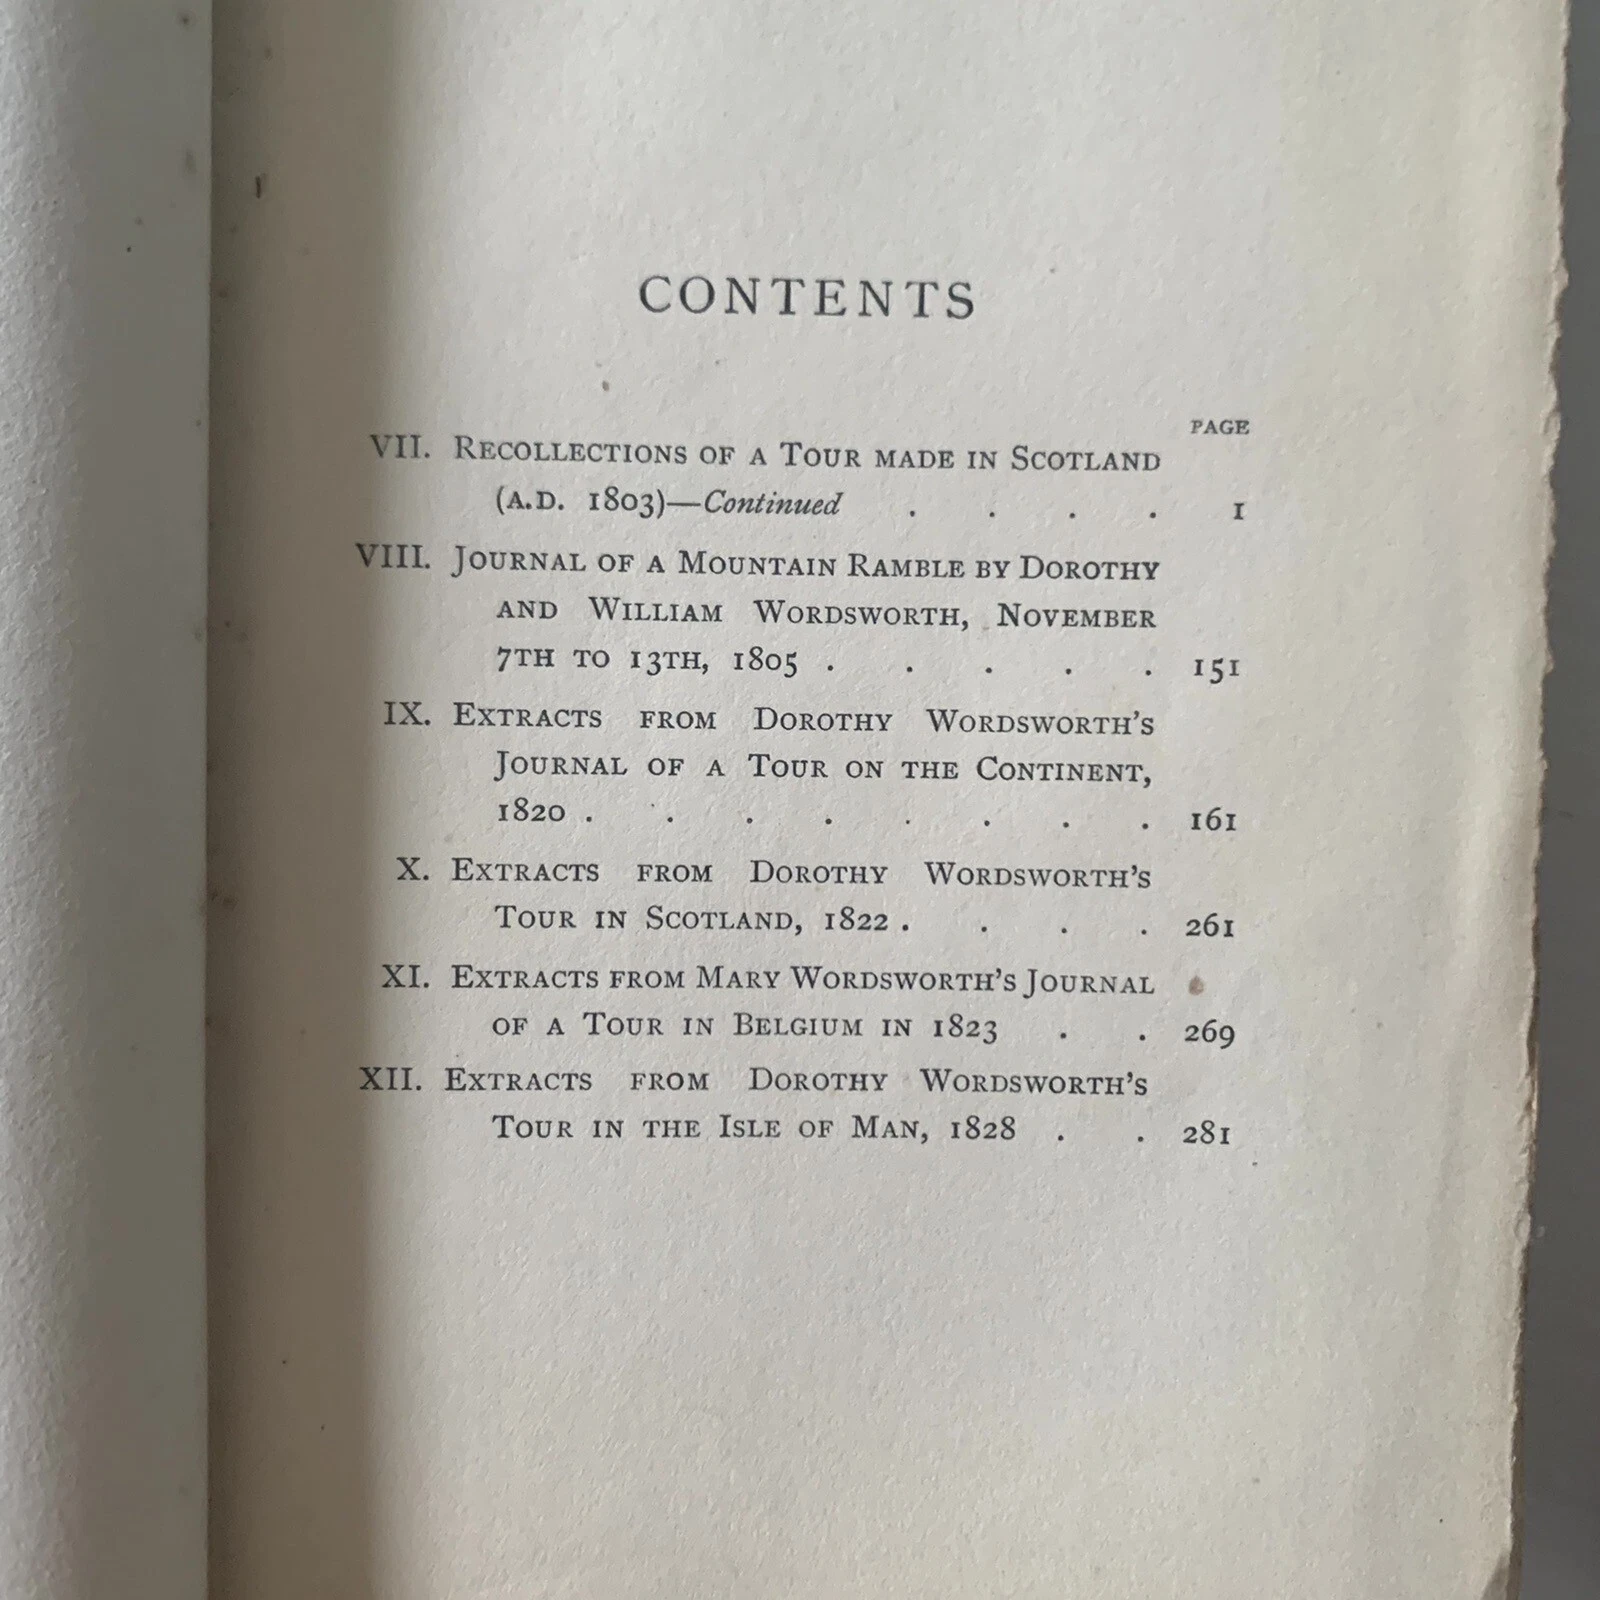 CONTENTS
PAGE
VII. RECOLLECTIONS OF A TOUR MADE IN SCOTLAND
(A.D. 1803)—Continued . . . . 1
VIII. JOURNAL OF A MOUNTAIN RAMBLE BY DOROTHY
AND WILLIAM WORDSWORTH, NOVEMBER
7TH TO 13TH, 1805 . . . . . 151
IX. EXTRACTS FROM DOROTHY WORDSWORTH'S
JOURNAL OF A TOUR ON THE CONTINENT,
1820 . . . . . . . . 161
X. EXTRACTS FROM DOROTHY WORDSWORTH'S
TOUR IN SCOTLAND, 1822 . . . . 261
XI. EXTRACTS FROM MARY WORDSWORTH'S JOURNAL
OF A TOUR IN BELGIUM IN 1823 . . 269
XII. EXTRACTS FROM DOROTHY WORDSWORTH'S
TOUR IN THE ISLE OF MAN, 1828 . . 281